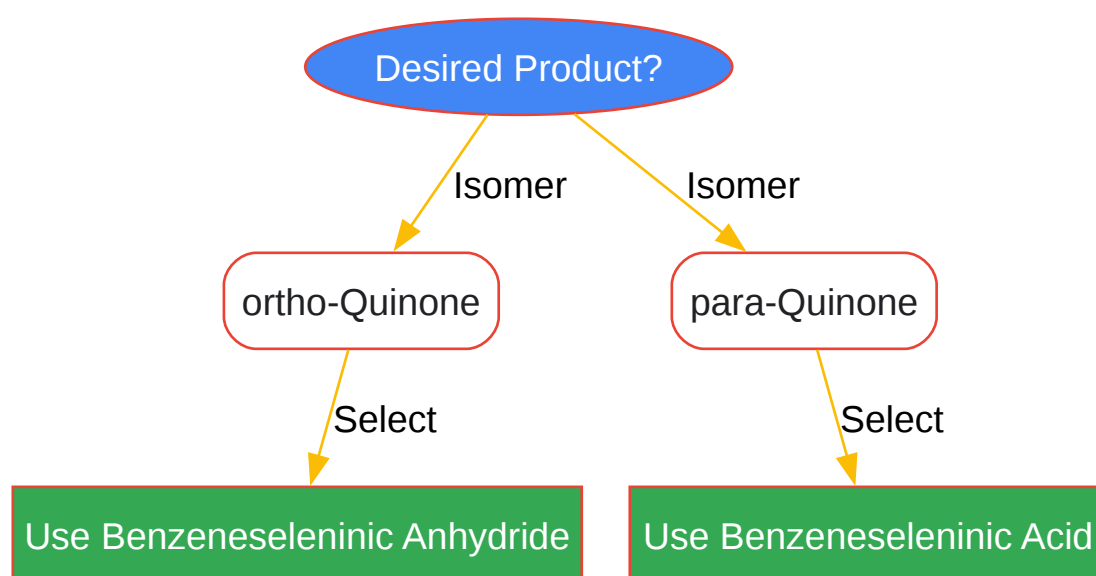 Desired Product?
Isomer
Isomer
ortho-Quinone
para-Quinone
Select
Select
Use Benzeneseleninic Anhydride
Use Benzeneseleninic Acid